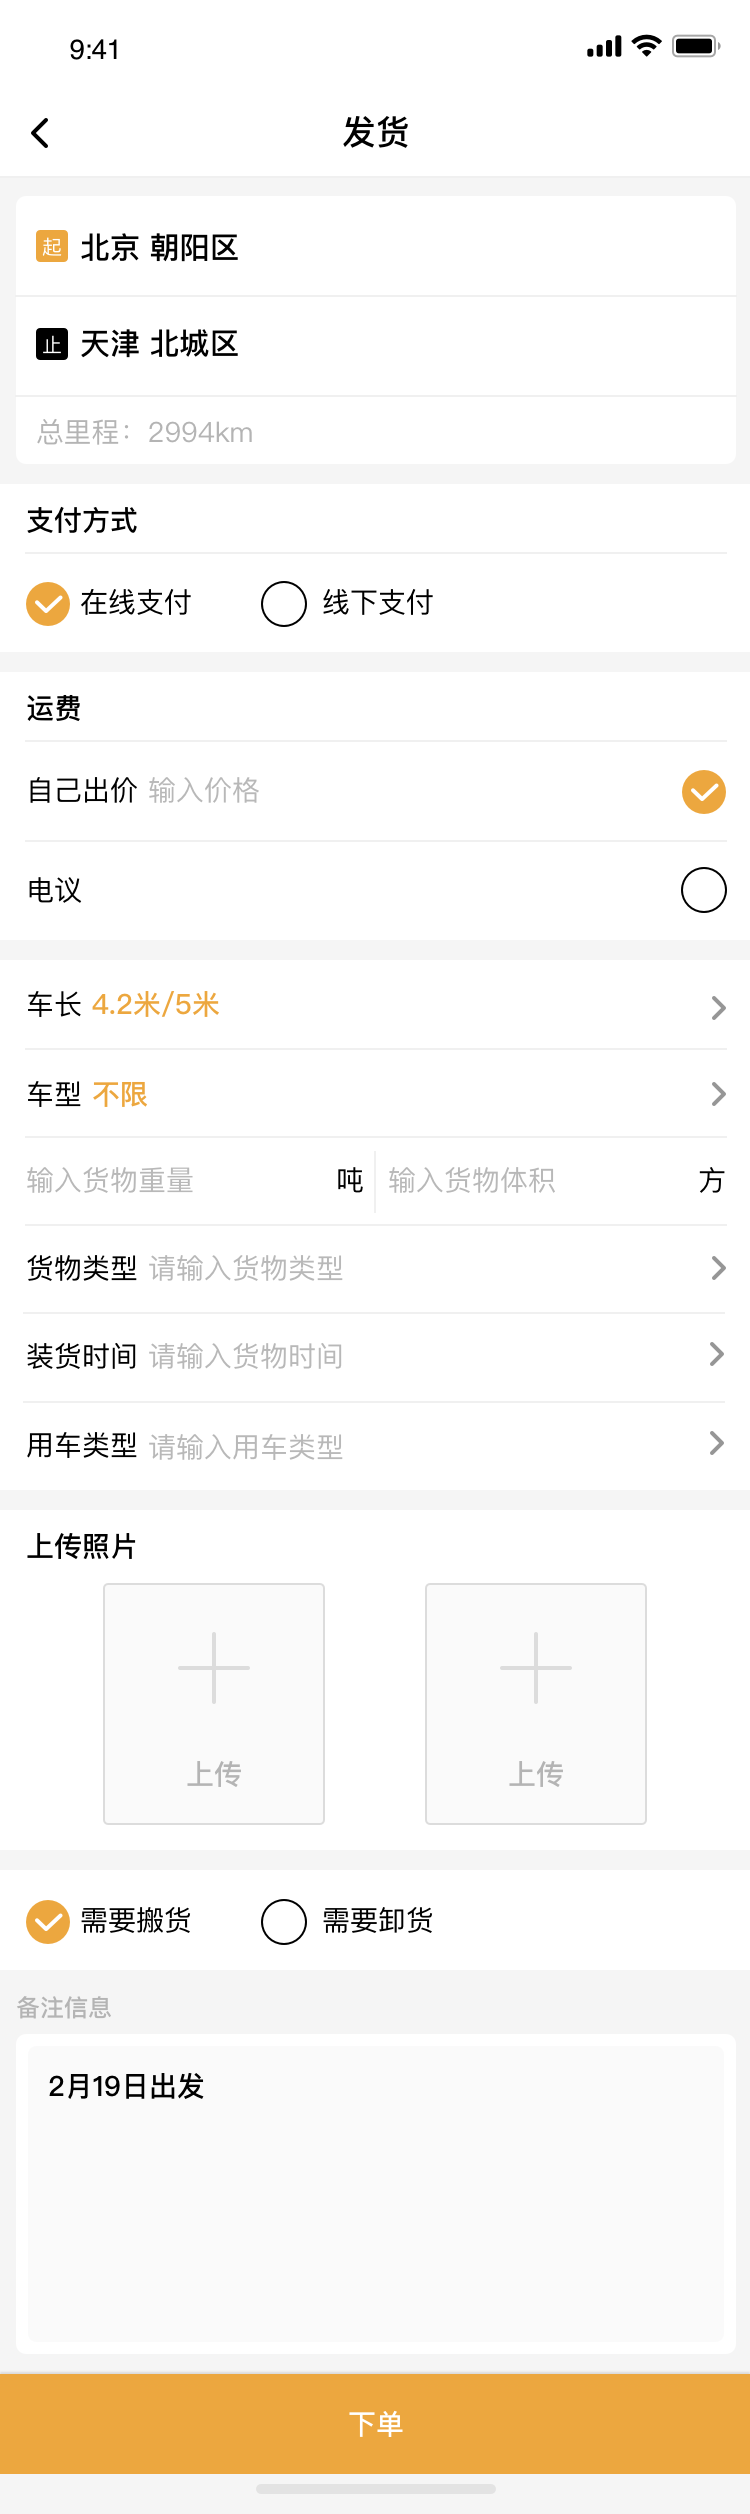 9:41
发货
起 北京 朝阳区
止 天津 北城区
总里程：2994km
支付方式
在线支付 线下支付
运费
自己出价 输入价格
电议
车长 4.2米/5米
车型 不限
输入货物重量 吨 输入货物体积 方
货物类型 请输入货物类型
装货时间 请输入货物时间
用车类型 请输入用车类型
上传照片
上传 上传
需要搬货 需要卸货
备注信息
2月19日出发
下单